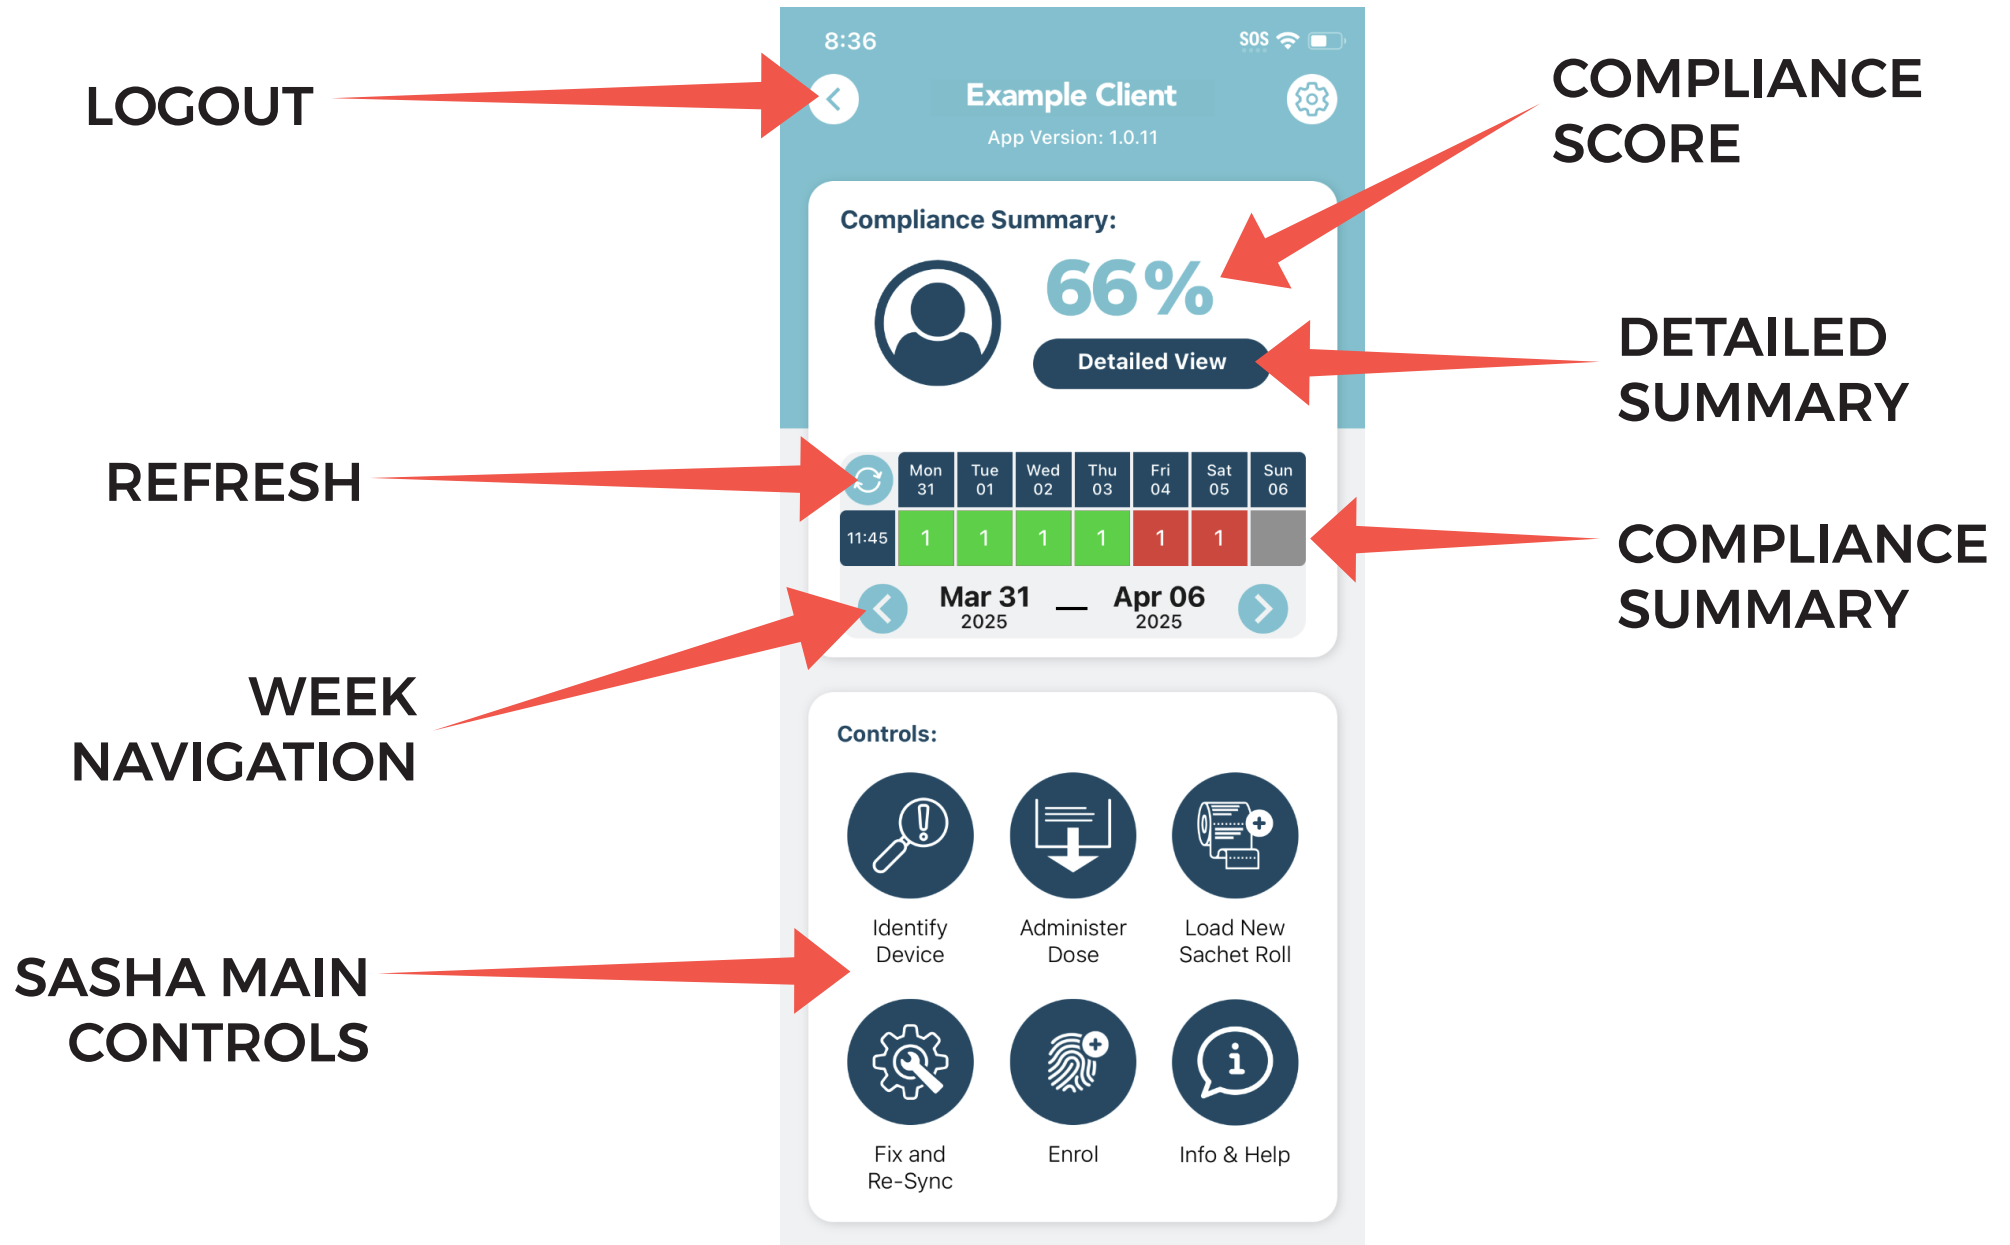 8:36
SOS
LOGOUT
Example Client
App Version: 1.0.11
COMPLIANCE
SCORE
Compliance Summary:
66%
Detailed View
DETAILED
SUMMARY
REFRESH
Mon Tue Wed Thu Fri Sat Sun
31 01 02 03 04 05 06
11:45 1 1 1 1 1 1
COMPLIANCE
SUMMARY
Mar 31 — Apr 06
2025 2025
WEEK
NAVIGATION
Controls:
Identify
Device
Administer
Dose
Load New
Sachet Roll
SASHA MAIN
CONTROLS
i
Fix and
Re-Sync
Enrol
Info & Help